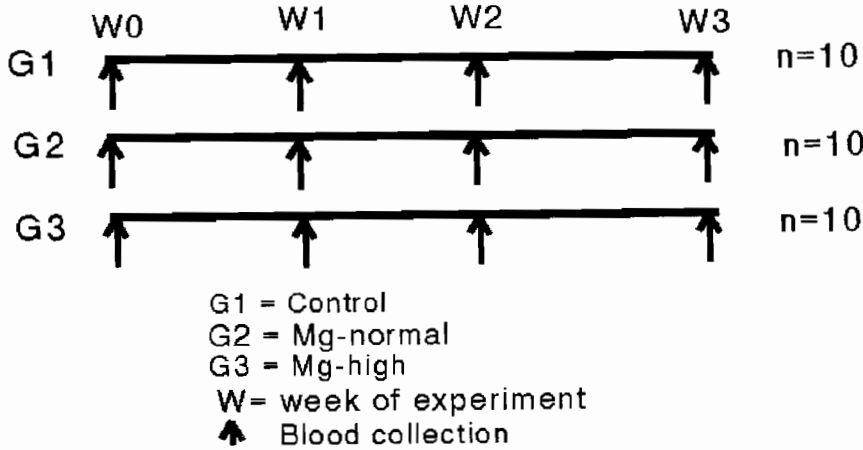 W0 W1 W2 W3
G1 n=10
G2 n=10
G3 n=10
G1 = Control
G2 = Mg-normal
G3 = Mg-high
W= week of experiment
Blood collection